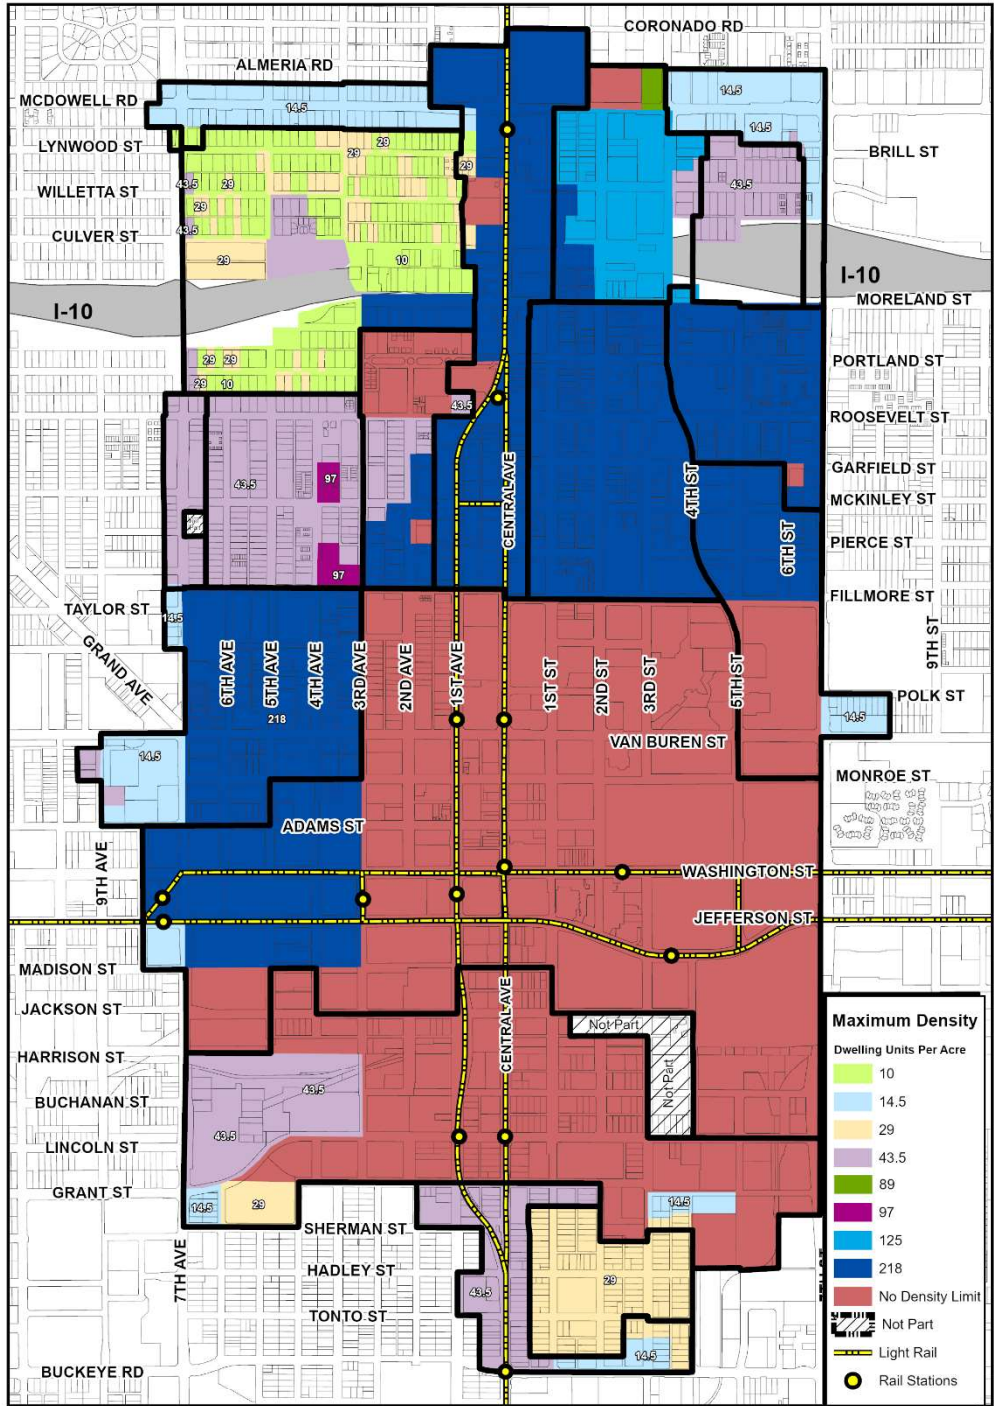 CORONADO RD
ALMERIA RD
MCDOWELL RD
14.5
14.5
14.5
LYNWOOD ST
29
29
29
BRILL ST
WILLETTA ST
43.5
29
43.5
29
CULVER ST
43.5
29
10
I-10
I-10
MORELAND ST
29
29
PORTLAND ST
29
10
43.5
ROOSEVELT ST
43.5
97
CENTRAL AVE
4TH ST
GARFIELD ST
MCKINLEY ST
6TH ST
PIERCE ST
97
FILLMORE ST
TAYLOR ST
14.5
GRAND AVE
6TH AVE
5TH AVE
4TH AVE
3RD AVE
2ND AVE
1ST AVE
1ST ST
2ND ST
3RD ST
5TH ST
9TH ST
218
POLK ST
14.5
VAN BUREN ST
14.5
MONROE ST
ADAMS ST
9TH AVE
WASHINGTON ST
JEFFERSON ST
MADISON ST
JACKSON ST
CENTRAL AVE
Not Part
Not Part
HARRISON ST
43.5
BUCHANAN ST
43.5
LINCOLN ST
GRANT ST
14.5
29
14.5
SHERMAN ST
7TH AVE
HADLEY ST
29
43.5
TONTO ST
14.5
BUCKEYE RD
Maximum Density
Dwelling Units Per Acre
10
14.5
29
43.5
89
97
125
218
No Density Limit
Not Part
Light Rail
Rail Stations